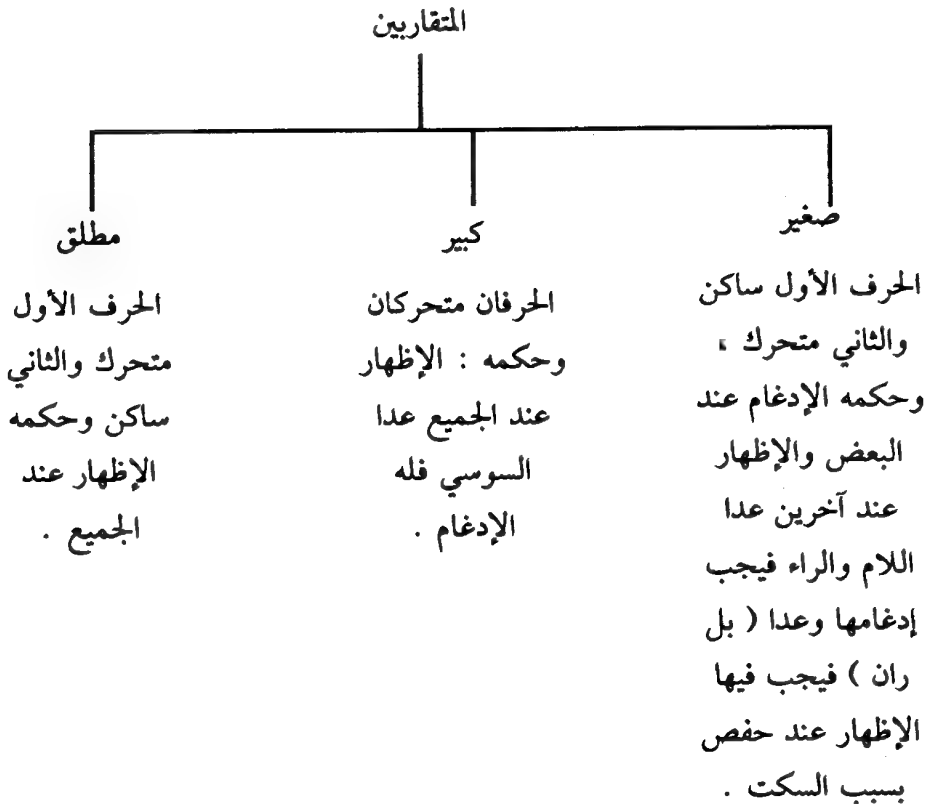 المتقاربين
صغير
الحرف الأول ساكن
والثاني متحرك ،
وحكمه الإدغام عند
البعض والإظهار
عند آخرين عدا
اللام والراء فيجب
إدغامها وعدا ( بل
ران ) فيجب فيها
الإظهار عند حفص
بسبب السكت .
كبير
الحرفان متحركان
وحكمه : الإظهار
عند الجميع عدا
السوسي فله
الإدغام .
مطلق
الحرف الأول
متحرك والثاني
ساكن وحكمه
الإظهار عند
الجميع .